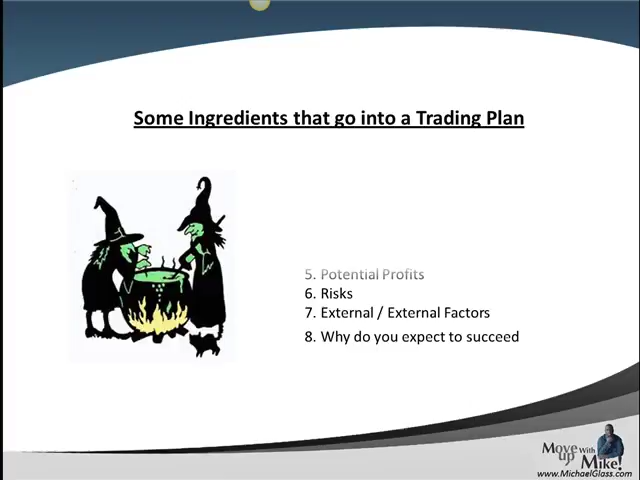 Some Ingredients that go into a Trading Plan
5. Potential Profits
6. Risks
7. External / External Factors
8. Why do you expect to succeed
Move up With Mike!
www.MichaelGlass.com